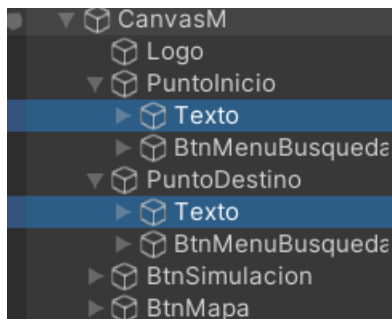 CanvasM
Logo
PuntoInicio
Texto
BtnMenuBusqueda
PuntoDestino
Texto
BtnMenuBusqueda
BtnSimulacion
BtnMapa